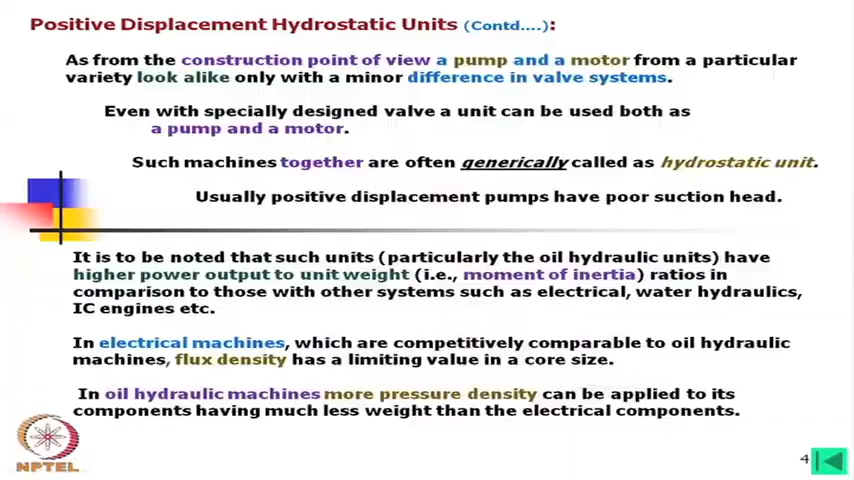 Positive Displacement Hydrostatic Units (Contd....):
As from the construction point of view a pump and a motor from a particular
variety look alike only with a minor difference in valve systems.
Even with specially designed valve a unit can be used both as
a pump and a motor.
Such machines together are often generically called as hydrostatic unit.
Usually positive displacement pumps have poor suction head.
It is to be noted that such units (particularly the oil hydraulic units) have
higher power output to unit weight (i.e., moment of inertia) ratios in
comparison to those with other systems such as electrical, water hydraulics,
IC engines etc.
In electrical machines, which are competitively comparable to oil hydraulic
machines, flux density has a limiting value in a core size.
In oil hydraulic machines more pressure density can be applied to its
components having much less weight than the electrical components.
NPTEL
4